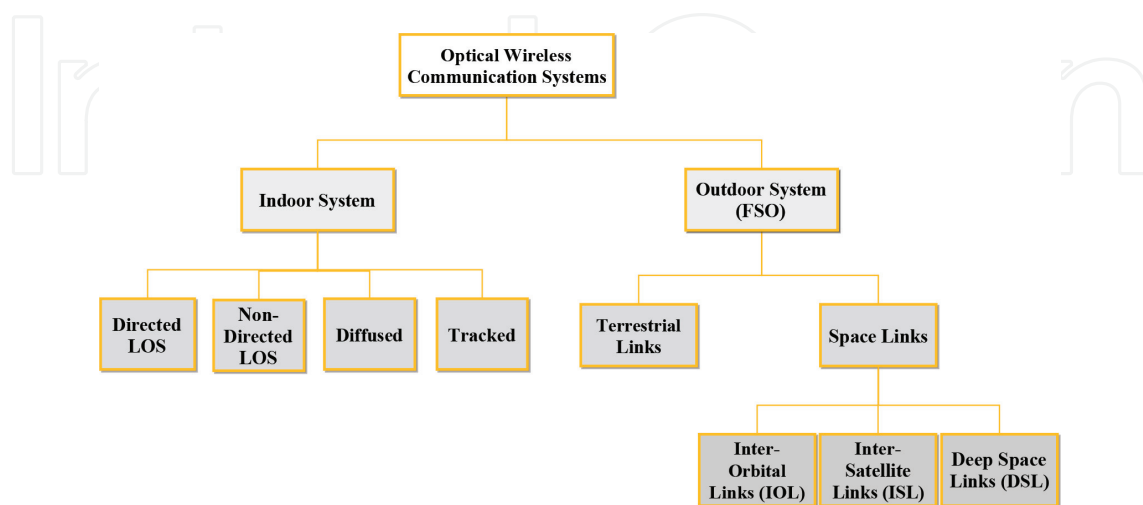 Optical Wireless
Communication Systems
Indoor System
Outdoor System
(FSO)
Directed
LOS
Non-
Directed
LOS
Diffused
Tracked
Terrestrial
Links
Space Links
Inter-
Orbital
Links (IOL)
Inter-
Satellite
Links (ISL)
Deep Space
Links (DSL)